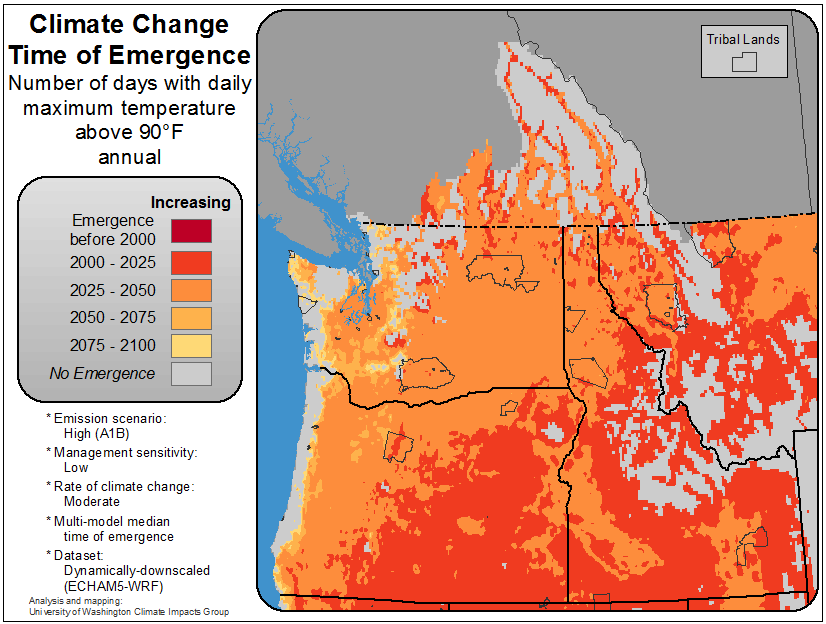 Climate Change
Time of Emergence
Number of days with daily
maximum temperature
above 90°F
annual
Increasing
Emergence
before 2000
2000 - 2025
2025 - 2050
2050 - 2075
2075 - 2100
No Emergence
* Emission scenario:
High (A1B)
* Management sensitivity:
Low
* Rate of climate change:
Moderate
* Multi-model median
time of emergence
* Dataset:
Dynamically-downscaled
(ECHAM5-WRF)
Analysis and mapping:
University of Washington Climate Impacts Group
Tribal Lands